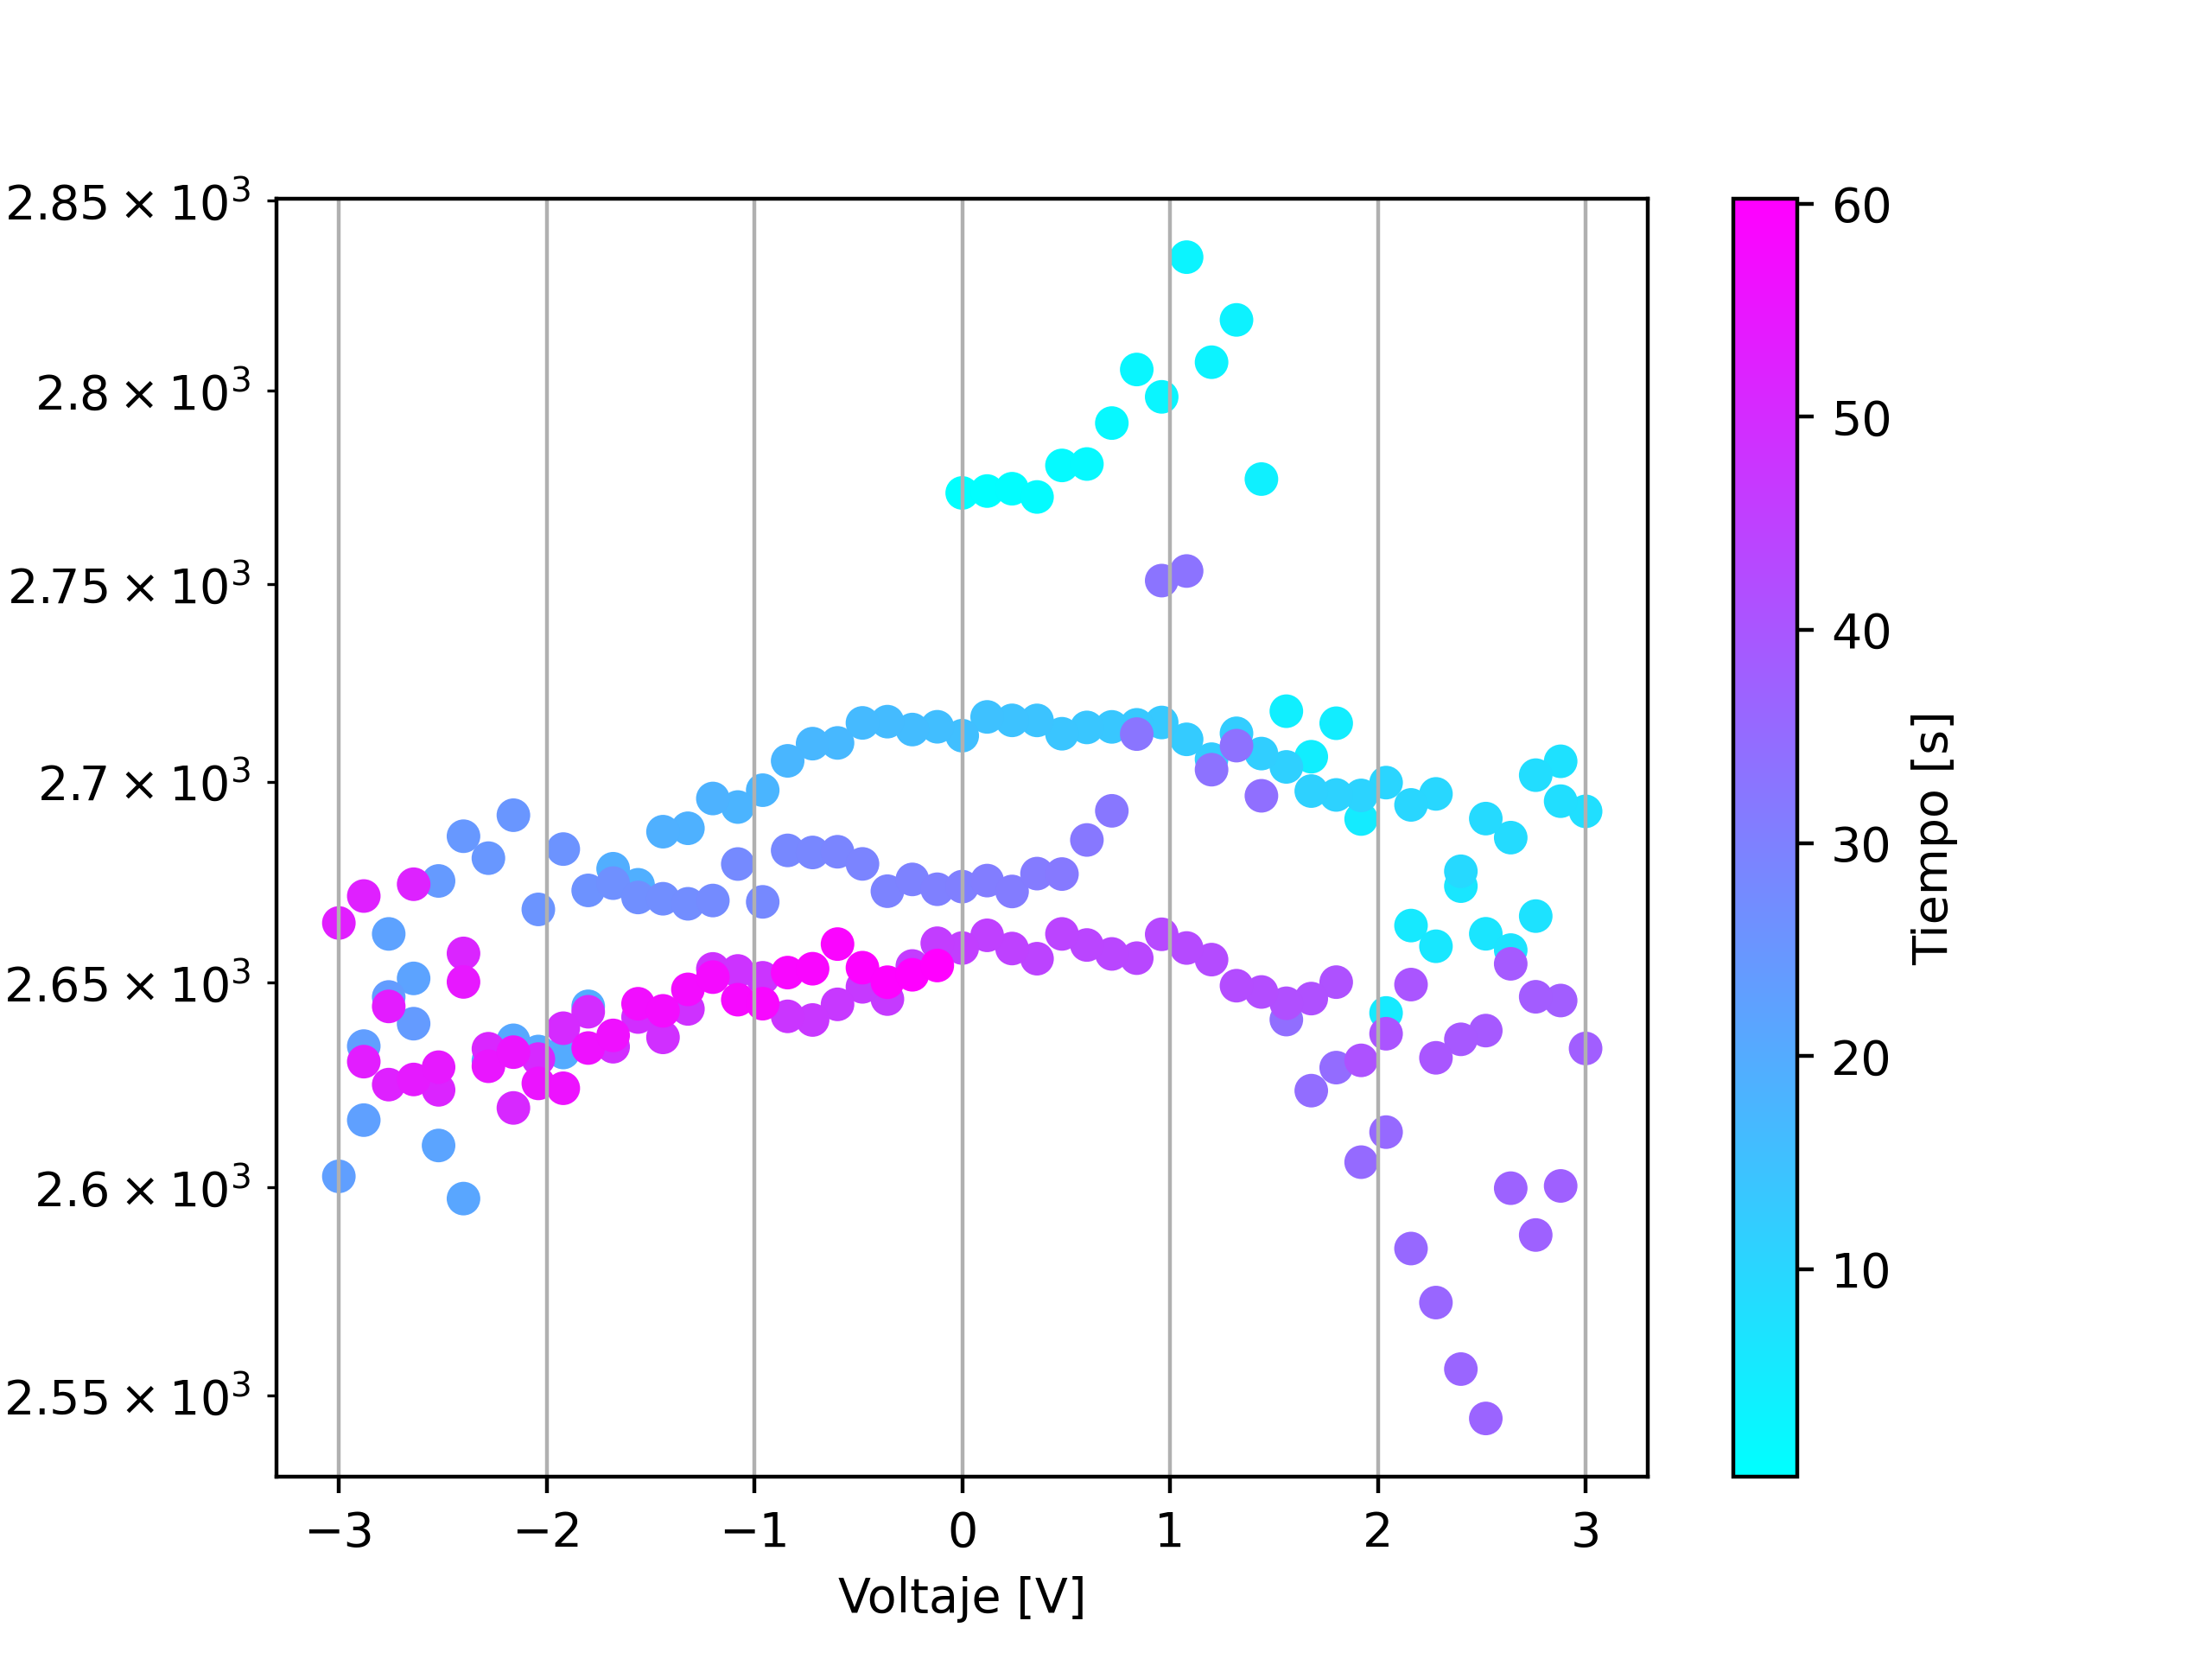 2.85 × 10³
2.8 × 10³
2.75 × 10³
2.7 × 10³
2.65 × 10³
2.6 × 10³
2.55 × 10³
−3 −2 −1 0 1 2 3
Voltaje [V]
60
50
40
30
20
10
Tiempo [s]